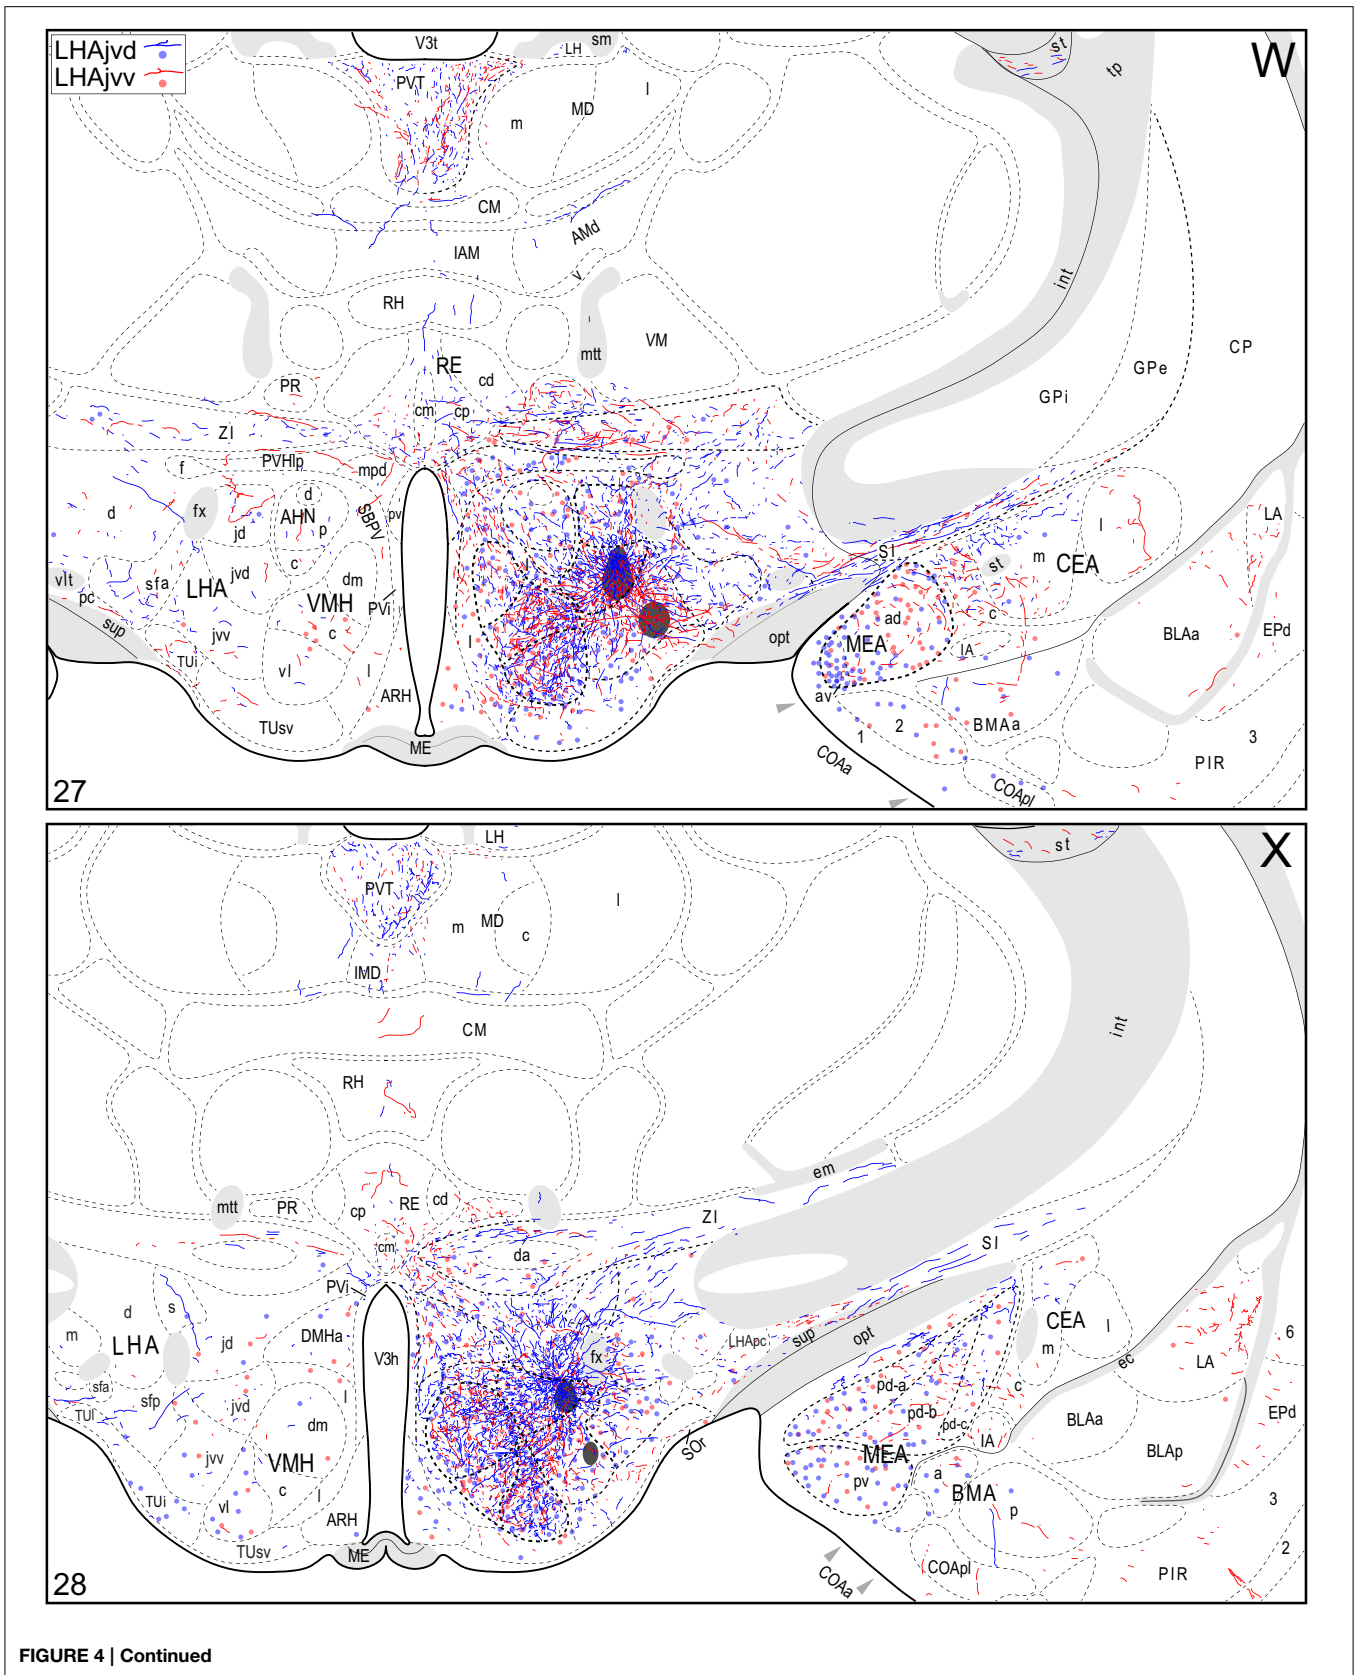 LHAjvd
LHAjvv
W
V3t
sm
LH
st
tp
PVT
l
MD
m
CM
AMd
IAM
v
int
RH
mtt
VM
CP
RE
GPe
PR
cd
GPi
cm
cp
ZI
f
PVHlp
mpd
d
fx
d
AHN
p
SBPV
pv
l
LA
jd
SI
m
CEA
st
c
vlt
sfa
LHA
jvd
dm
pc
VMH
PVi
c
ad
c
sup
jvv
l
opt
MEA
IA
BLAa
EPd
TUi
vl
l
ARH
av
2
BMAa
1
TUsv
ME
3
COAa
PIR
COApl
27
X
LH
st
PVT
l
m
MD
c
IMD
int
CM
RH
em
mtt
PR
cp
RE
cd
ZI
SI
cm
da
PVi
d
s
DMHa
CEA
m
LHA
jd
V3h
LHApc
sup
opt
l
6
fx
m
LA
ec
sfa
pd-a
c
sfp
jvd
l
TUl
dm
pd-b
pd-c
BLAa
EPd
SOr
IA
BLAp
jvv
VMH
MEA
a
pv
BMA
c
l
p
TUi
vl
3
ARH
2
TUsv
ME
COApl
PIR
COAa
28
FIGURE 4 | Continued